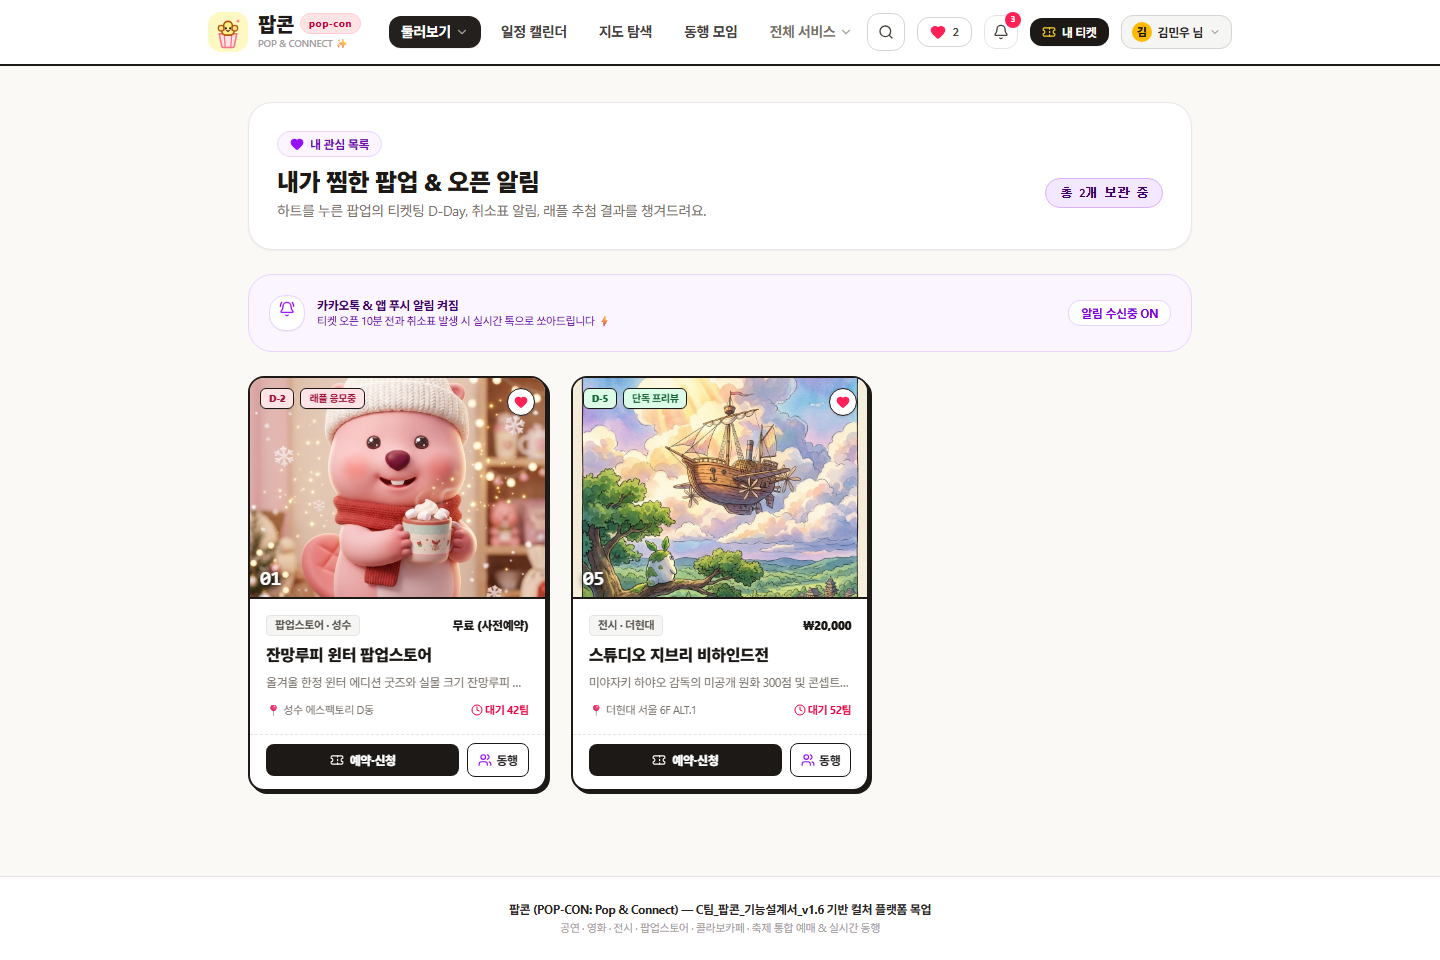 팝콘 pop-con
POP & CONNECT ✨
둘러보기
일정 캘린더
지도 탐색
동행 모임
전체 서비스
2
3
내 티켓
김 김민우 님
내 관심 목록
내가 찜한 팝업 & 오픈 알림
하트를 누른 팝업의 티켓팅 D-Day, 취소표 알림, 래플 추첨 결과를 챙겨드려요.
총 2개 보관 중
카카오톡 & 앱 푸시 알림 켜짐
티켓 오픈 10분 전과 취소표 발생 시 실시간 톡으로 쏘아드립니다 ⚡
알림 수신중 ON
D-2 래플 응모중
01
팝업스토어 · 성수 무료 (사전예약)
잔망루피 윈터 팝업스토어
올겨울 한정 윈터 에디션 굿즈와 실물 크기 잔망루피 ...
📍 성수 에스팩토리 D동 대기 42팀
예약·신청 동행
D-5 단독 프리뷰
05
전시 · 더현대 ₩20,000
스튜디오 지브리 비하인드전
미야자키 하야오 감독의 미공개 원화 300점 및 콘셉트...
📍 더현대 서울 6F ALT.1 대기 52팀
예약·신청 동행
팝콘 (POP-CON: Pop & Connect) — C팀_팝콘_기능설계서_v1.6 기반 컬처 플랫폼 목업
공연 · 영화 · 전시 · 팝업스토어 · 콜라보카페 · 축제 통합 예매 & 실시간 동행